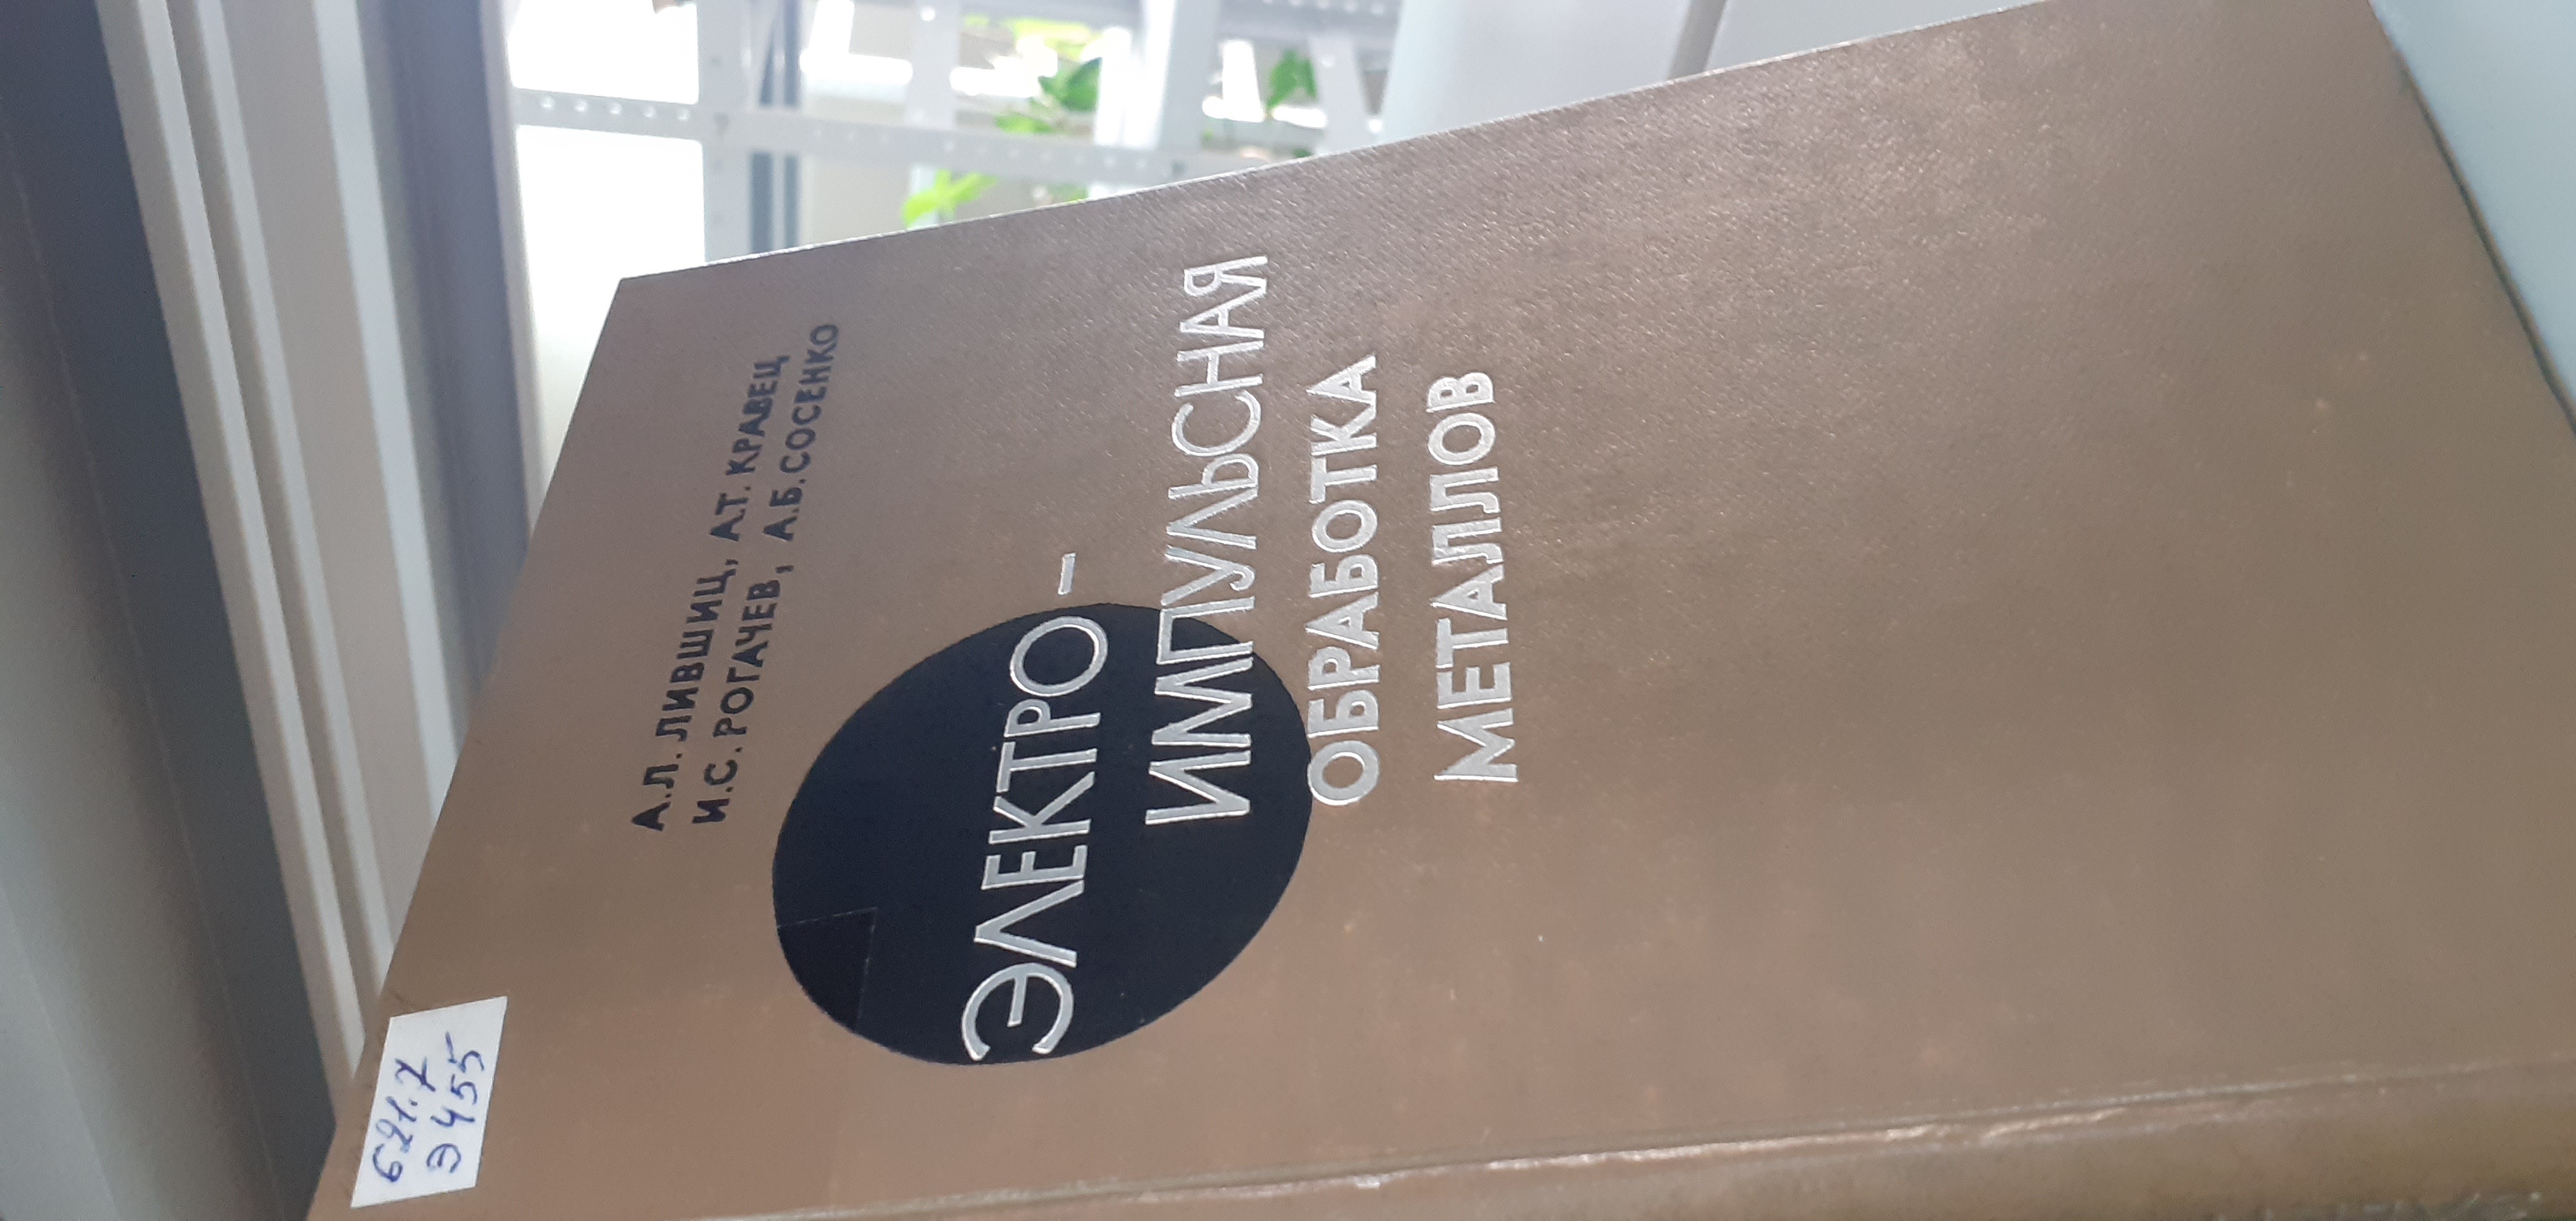 621.7
Э455
А.Л. ЛИВШИЦ, А.Т. КРАВЕЦ
И.С. РОГАЧЕВ, А.Б. СОСЕНКО
ЭЛЕКТРО-
ИМПУЛЬСНАЯ
ОБРАБОТКА
МЕТАЛЛОВ